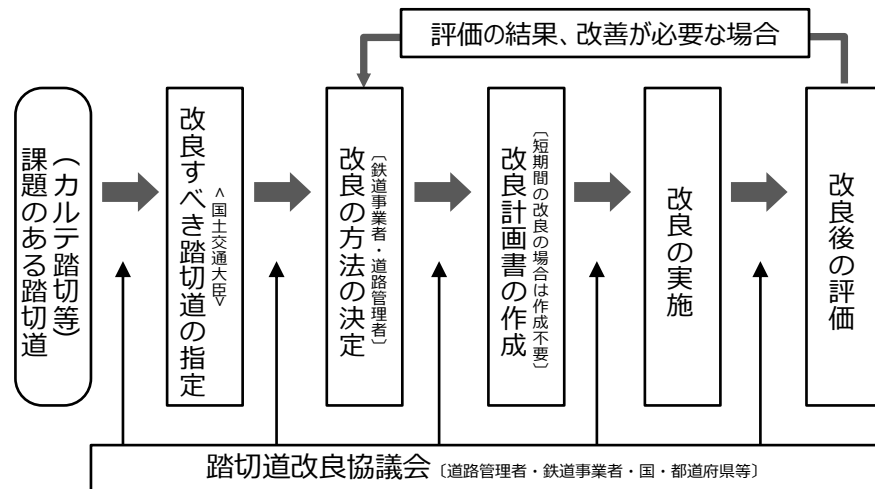 評価の結果、改善が必要な場合
課題のある踏切道
(カルテ踏切等)
改良すべき踏切道の指定
<国土交通大臣>
改良の方法の決定
〔鉄道事業者・道路管理者〕
改良計画書の作成
〔短期間の改良の場合は作成不要〕
改良の実施
改良後の評価
踏切道改良協議会〔道路管理者・鉄道事業者・国・都道府県等〕